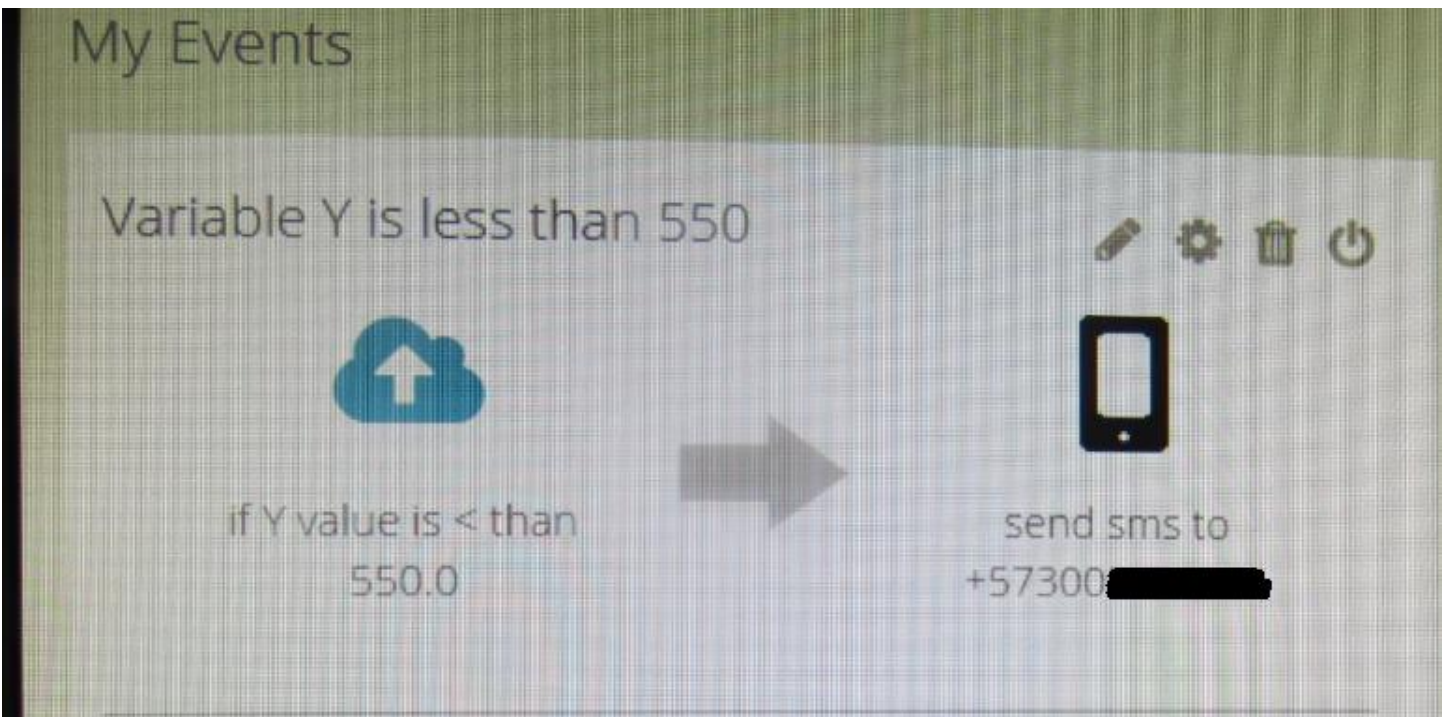 My Events
Variable Y is less than 550
if Y value is < than
550.0
send sms to
+57300